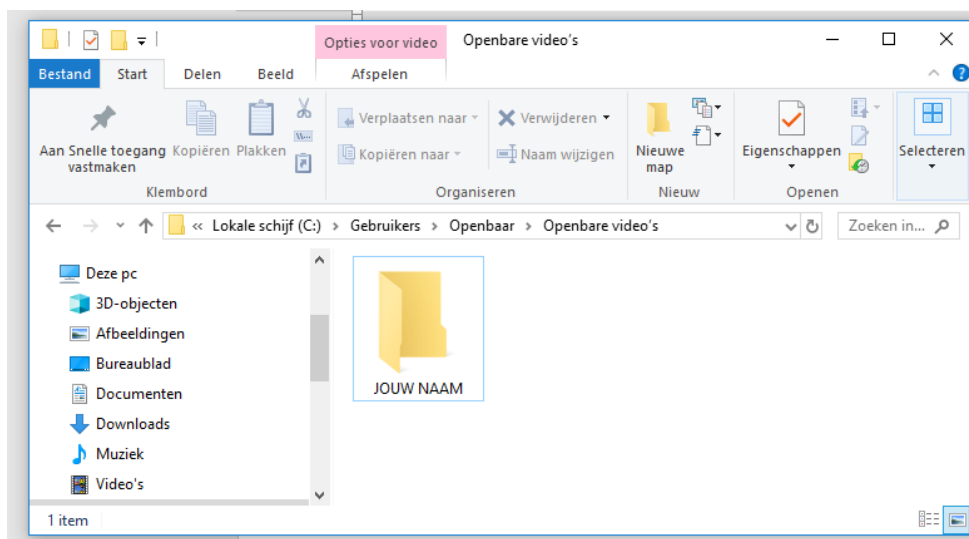 Opties voor video Openbare video's
Bestand Start Delen Beeld Afspelen
Aan Snelle toegang vastmaken
Kopiëren
Plakken
Klembord
Verplaatsen naar
Kopiëren naar
Verwijderen
Naam wijzigen
Organiseren
Nieuwe map
Nieuw
Eigenschappen
Openen
Selecteren
« Lokale schijf (C:) > Gebruikers > Openbaar > Openbare video's
Zoeken in...
Deze pc
3D-objecten
Afbeeldingen
Bureaublad
Documenten
Downloads
Muziek
Video's
JOUW NAAM
1 item